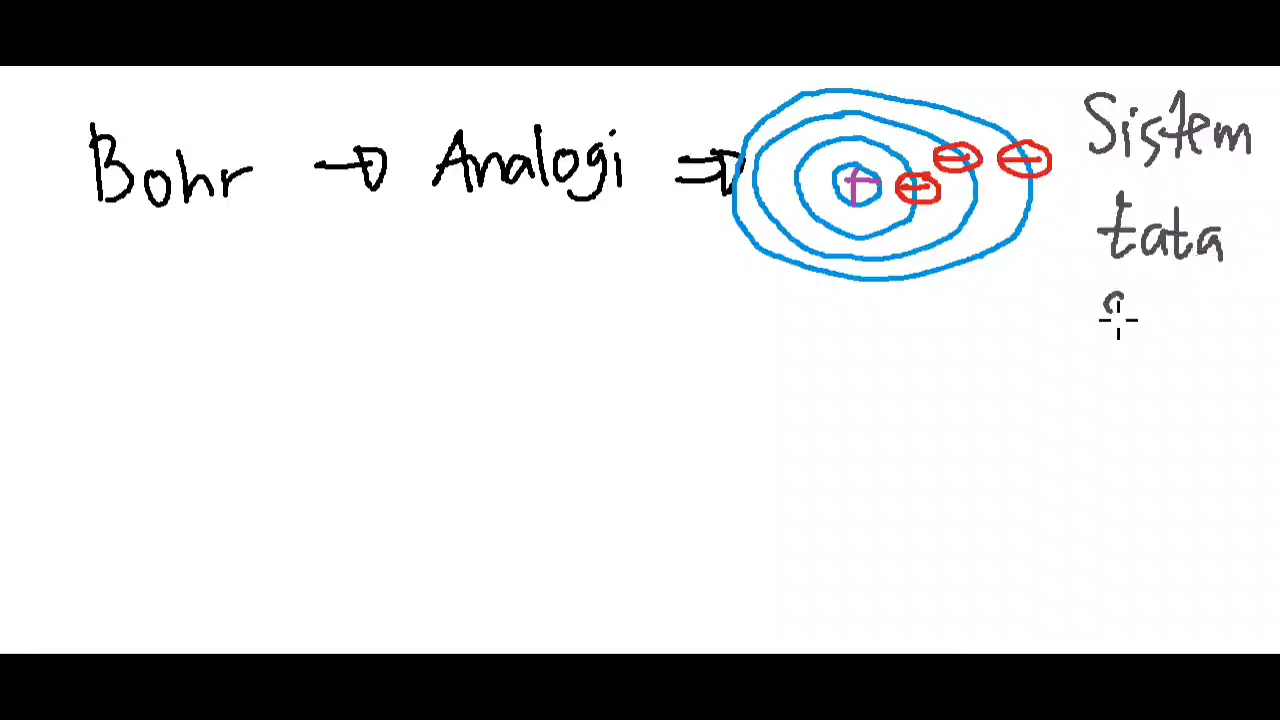 Bohr → Analogi ⇒ Sistem
tata